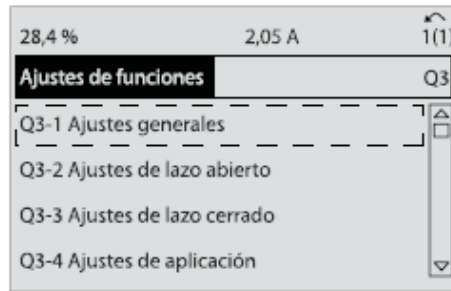 28,4 % 2,05 A 1(1)
Ajustes de funciones Q3
Q3-1 Ajustes generales
Q3-2 Ajustes de lazo abierto
Q3-3 Ajustes de lazo cerrado
Q3-4 Ajustes de aplicación